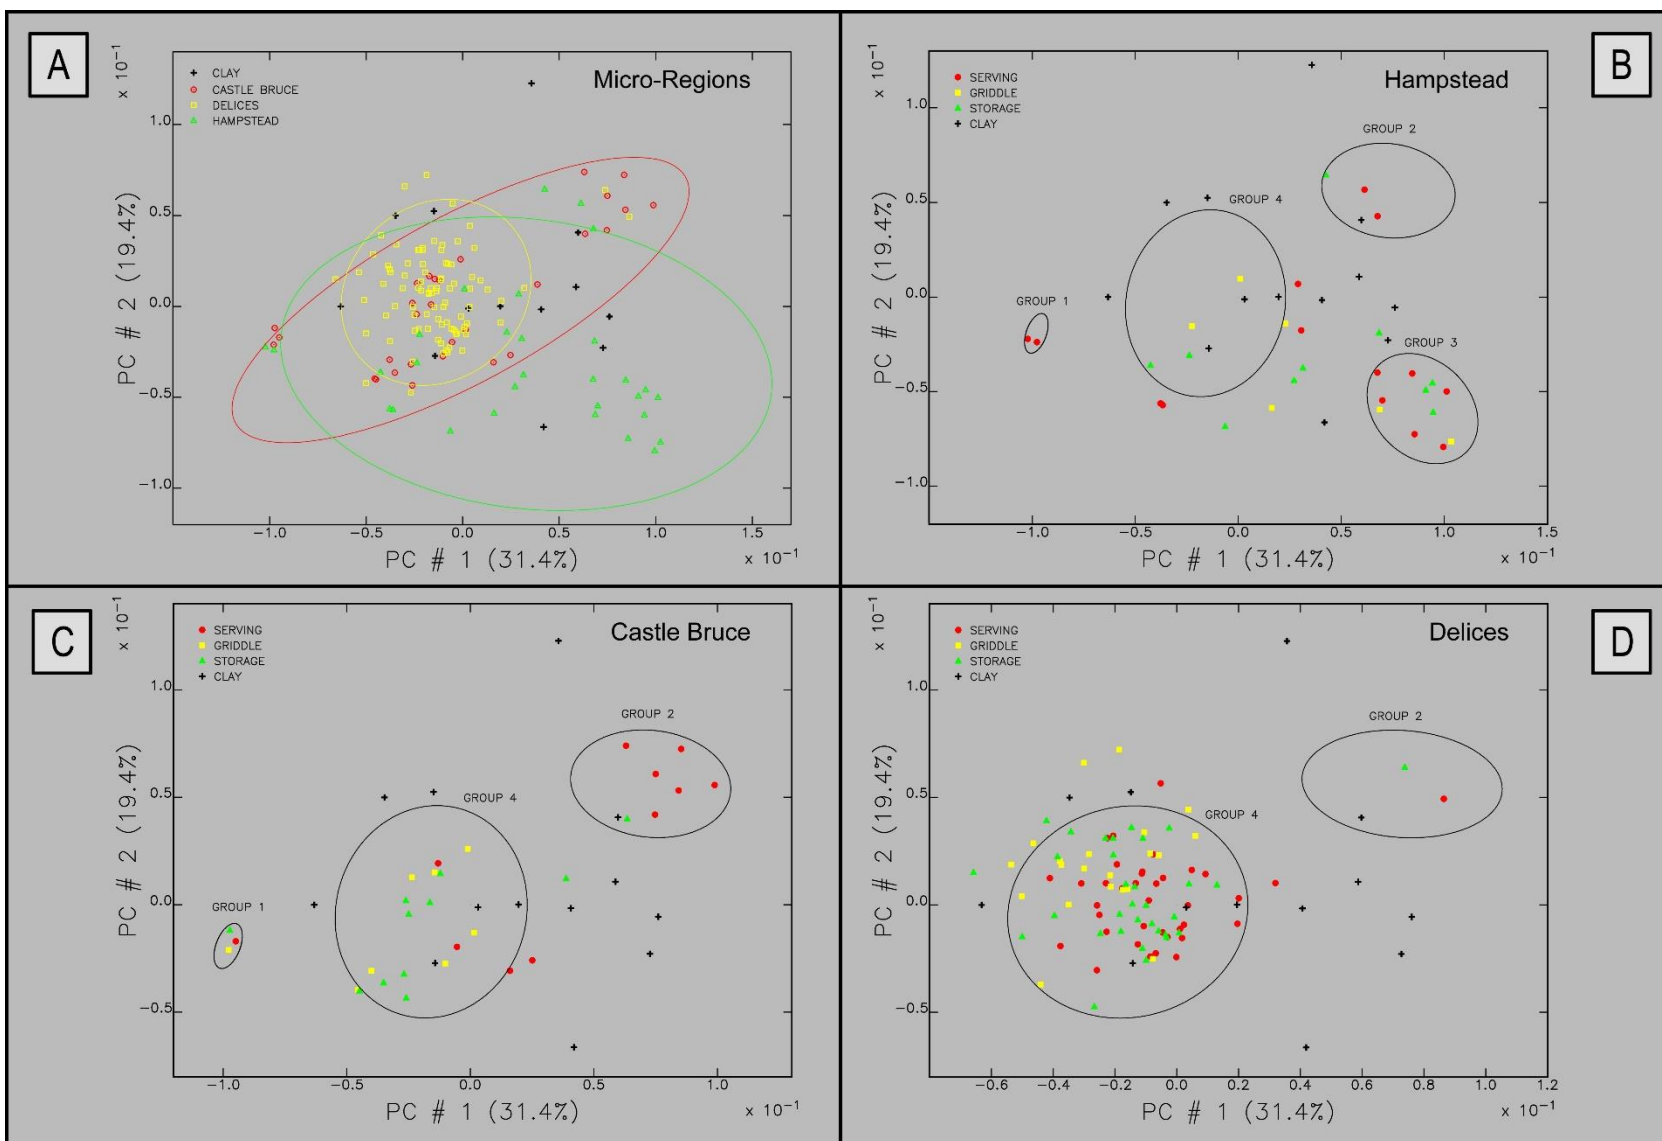 A
Micro-Regions
CLAY
CASTLE BRUCE
DELICES
HAMPSTEAD
x 10⁻¹
1.0
0.5
0.0
−0.5
−1.0
PC # 2 (19.4%)
−1.0 −0.5 0.0 0.5 1.0
PC # 1 (31.4%)
x 10⁻¹
B
Hampstead
SERVING
GRIDDLE
STORAGE
CLAY
x 10⁻¹
GROUP 2
GROUP 4
GROUP 1
GROUP 3
1.0
0.5
0.0
−0.5
−1.0
PC # 2 (19.4%)
−1.0 −0.5 0.0 0.5 1.0 1.5
PC # 1 (31.4%)
x 10⁻¹
C
Castle Bruce
SERVING
GRIDDLE
STORAGE
CLAY
x 10⁻¹
GROUP 2
GROUP 4
GROUP 1
1.0
0.5
0.0
−0.5
PC # 2 (19.4%)
−1.0 −0.5 0.0 0.5 1.0
PC # 1 (31.4%)
x 10⁻¹
D
Delices
SERVING
GRIDDLE
STORAGE
CLAY
x 10⁻¹
GROUP 2
GROUP 4
1.0
0.5
0.0
−0.5
PC # 2 (19.4%)
−0.6 −0.4 −0.2 0.0 0.2 0.4 0.6 0.8 1.0 1.2
PC # 1 (31.4%)
x 10⁻¹